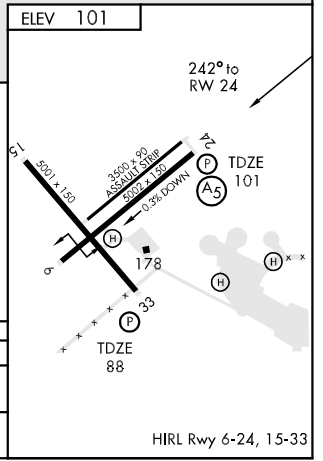 ELEV 101
242° to
RW 24
15
5001 x 150
3500 x 90
ASSAULT STRIP
5002 x 150
0.3% DOWN
24
P
TDZE
101
A5
H
6
178
33
H
x x
H
P
TDZE
88
x x x x x x
HIRL Rwy 6-24, 15-33